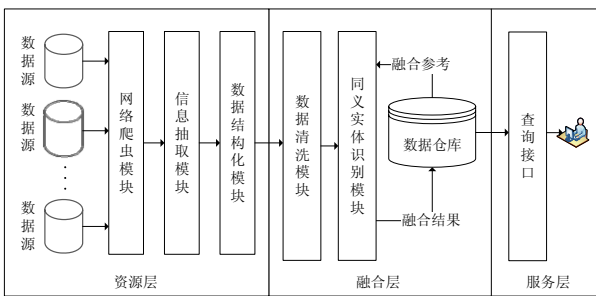 数据源
数据源
数据源
网络爬虫模块
信息抽取模块
数据结构化模块
数据清洗模块
同义实体识别模块
融合参考
数据仓库
融合结果
查询接口
资源层
融合层
服务层